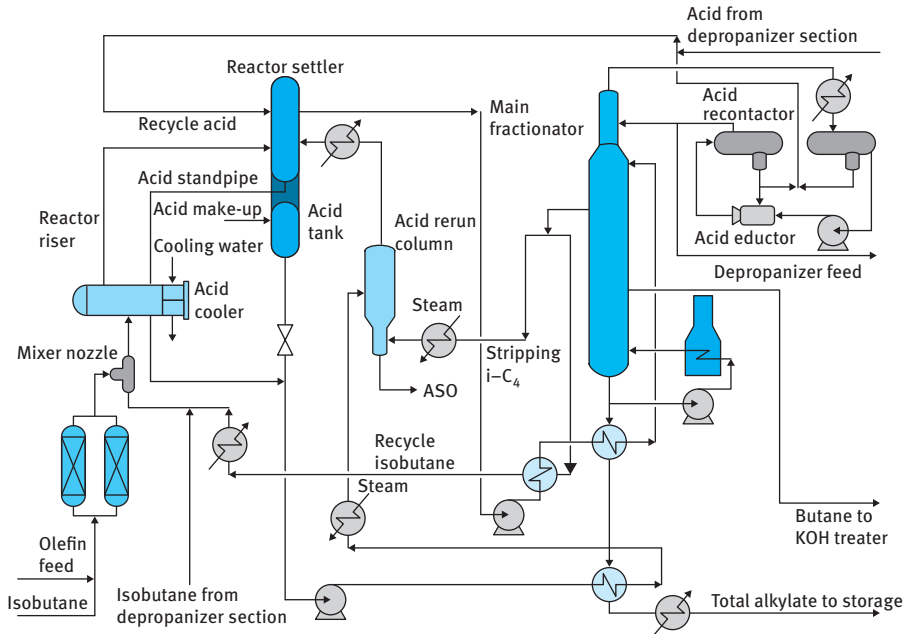 Acid from
depropanizer section
Reactor settler
Acid
recontactor
Recycle acid
Main
fractionator
Acid standpipe
Acid make-up
Acid
tank
Reactor
riser
Acid rerun
column
Acid eductor
Cooling water
Depropanizer feed
Acid
cooler
Steam
Mixer nozzle
Stripping
i–C4
ASO
Recycle
isobutane
Steam
Butane to
KOH treater
Olefin
feed
Isobutane
Isobutane from
depropanizer section
Total alkylate to storage